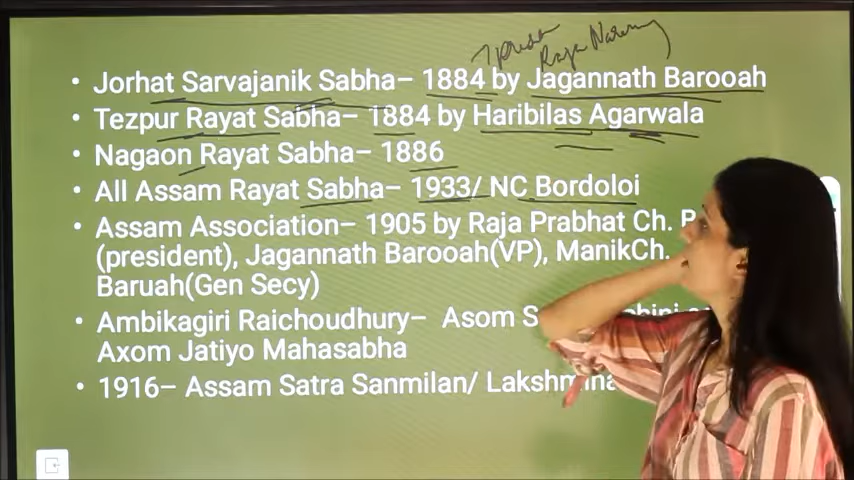 Raja
• Jorhat Sarvajanik Sabha– 1884 by Jagannath Barooah
• Tezpur Rayat Sabha– 1884 by Haribilas Agarwala
• Nagaon Rayat Sabha– 1886
• All Assam Rayat Sabha– 1933/ NC Bordoloi
• Assam Association– 1905 by Raja Prabhat Ch.
(president), Jagannath Barooah(VP), ManikCh.
Baruah(Gen Secy)
• Ambikagiri Raichoudhury– Asom
Axom Jatiyo Mahasabha
• 1916– Assam Satra Sanmilan/